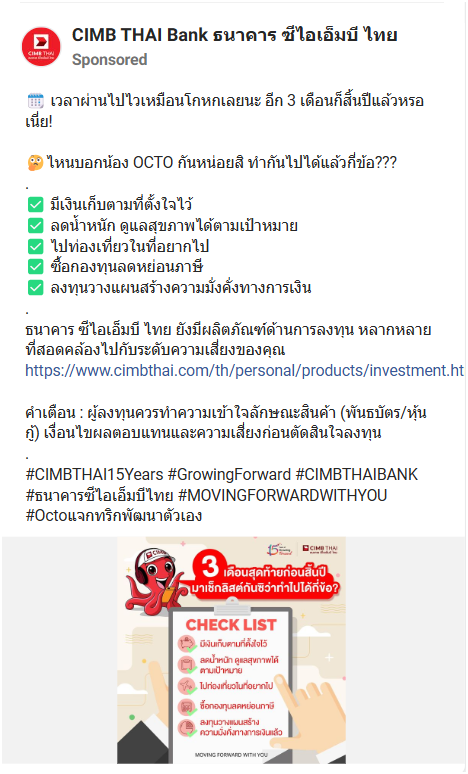 CIMB THAI Bank ธนาคาร ซีไอเอ็มบี ไทย
Sponsored
🗓️ เวลาผ่านไปไวเหมือนโกหกเลยนะ อีก 3 เดือนก็สิ้นปีแล้วหรอ
เนี่ย!
🤔ไหนบอกน้อง OCTO กันหน่อยสิ ทำกันไปได้แล้วกี่ข้อ???
.
✅ มีเงินเก็บตามที่ตั้งใจไว้
✅ ลดน้ำหนัก ดูแลสุขภาพได้ตามเป้าหมาย
✅ ไปท่องเที่ยวในที่อยากไป
✅ ซื้อกองทุนลดหย่อนภาษี
✅ ลงทุนวางแผนสร้างความมั่งคั่งทางการเงิน
.
ธนาคาร ซีไอเอ็มบี ไทย ยังมีผลิตภัณฑ์ด้านการลงทุน หลากหลาย
ที่สอดคล้องไปกับระดับความเสี่ยงของคุณ
https://www.cimbthai.com/th/personal/products/investment.ht
คำเตือน : ผู้ลงทุนควรทำความเข้าใจลักษณะสินค้า (พันธบัตร/หุ้น
กู้) เงื่อนไขผลตอบแทนและความเสี่ยงก่อนตัดสินใจลงทุน
.
#CIMBTHAI15Years #GrowingForward #CIMBTHAIBANK
#ธนาคารซีไอเอ็มบีไทย #MOVINGFORWARDWITHYOU
#Octoแจกทริกพัฒนาตัวเอง
CIMB THAI
3 เดือนสุดท้ายก่อนสิ้นปี
มาเช็กลิสต์กันซิว่าทำไปได้กี่ข้อ?
CHECK LIST
มีเงินเก็บตามที่ตั้งใจไว้
ลดน้ำหนัก ดูแลสุขภาพได้
ตามเป้าหมาย
ไปท่องเที่ยวในที่อยากไป
ซื้อกองทุนลดหย่อนภาษี
ลงทุนวางแผนสร้าง
ความมั่งคั่งทางการเงินแล้ว
MOVING FORWARD WITH YOU